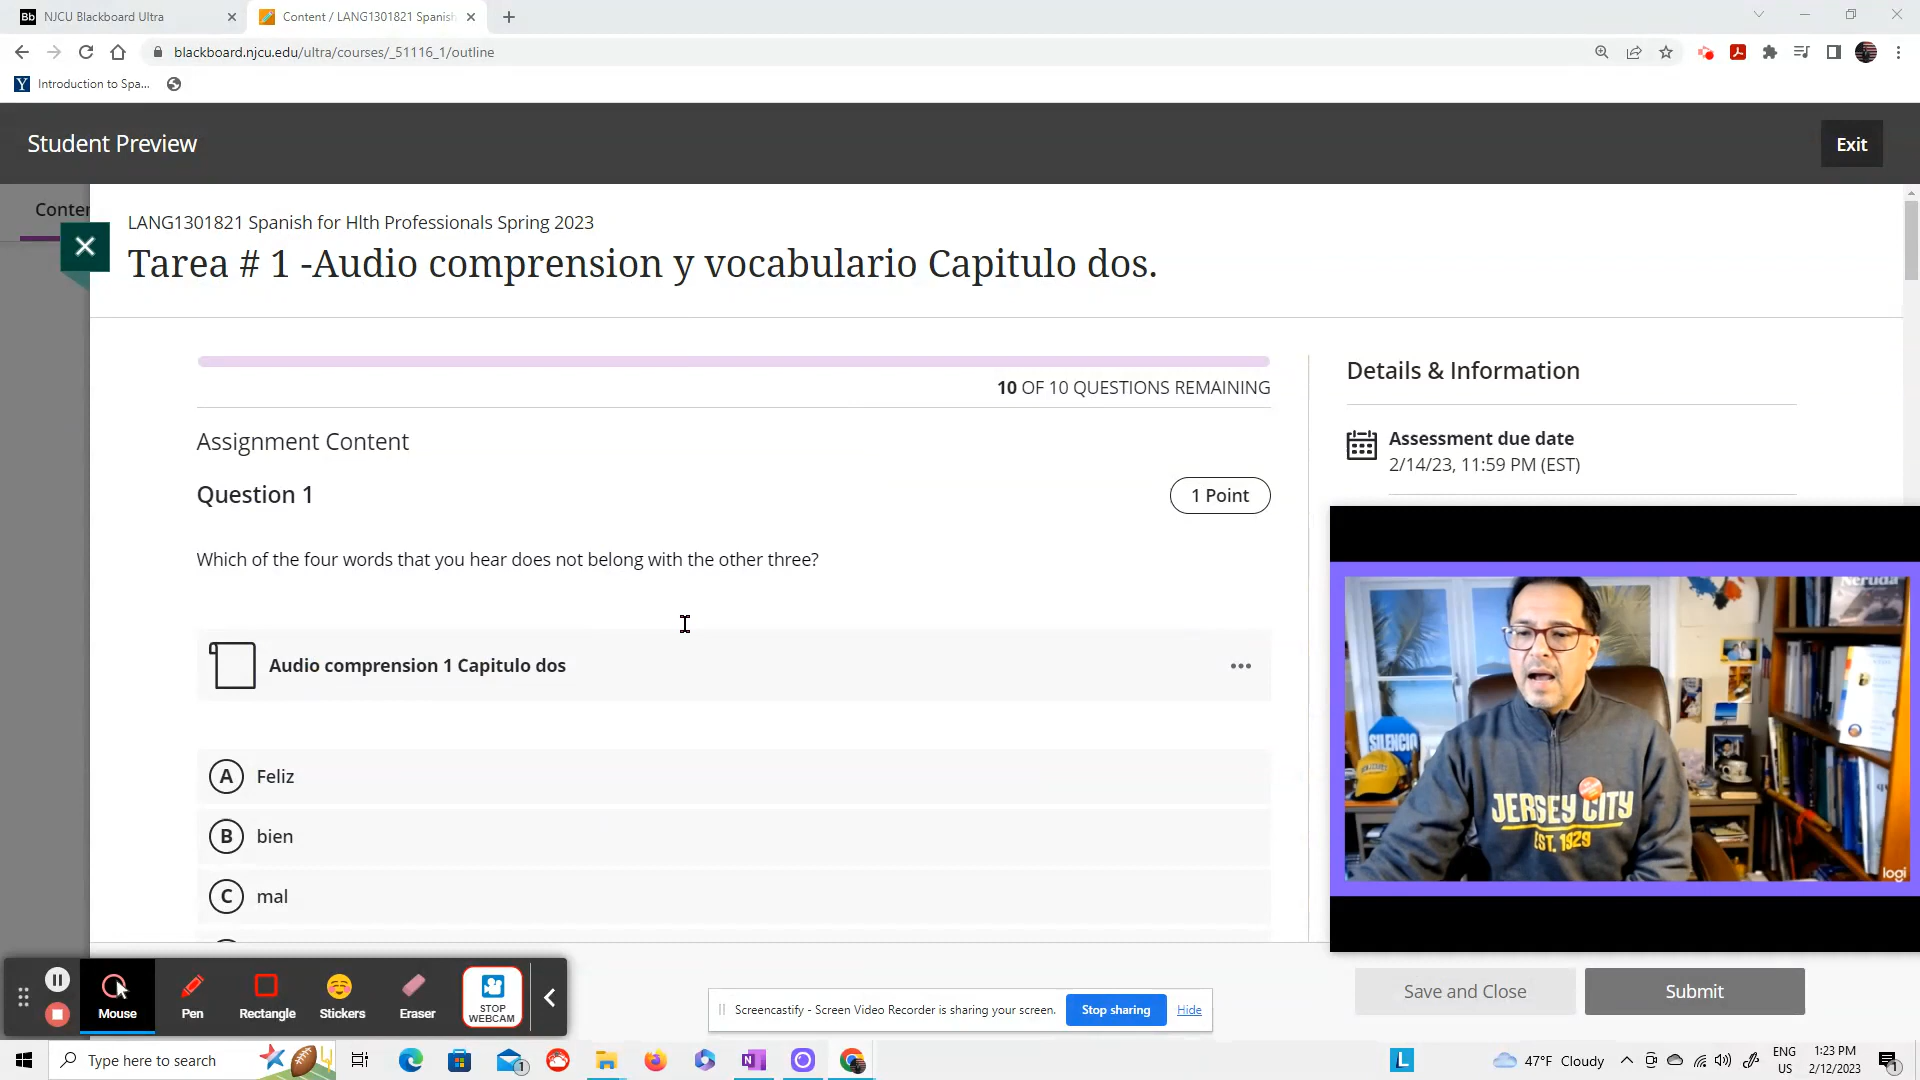 NJCU Blackboard Ultra
Content / LANG1301821 Spanish
blackboard.njcu.edu/ultra/courses/_51116_1/outline
Introduction to Spa...
Student Preview
Exit
Conter
LANG1301821 Spanish for Hlth Professionals Spring 2023
Tarea # 1 -Audio comprension y vocabulario Capitulo dos.
10 OF 10 QUESTIONS REMAINING
Details & Information
Assignment Content
Assessment due date
2/14/23, 11:59 PM (EST)
Question 1
1 Point
Which of the four words that you hear does not belong with the other three?
Audio comprension 1 Capitulo dos
A Feliz
B bien
C mal
Neruda
SILENCIO
JERSEY CITY
EST. 1929
logi
Mouse
Pen
Rectangle
Stickers
Eraser
STOP
WEBCAM
Screencastify - Screen Video Recorder is sharing your screen.
Stop sharing
Hide
Save and Close
Submit
Type here to search
47°F Cloudy
ENG
US
1:23 PM
2/12/2023